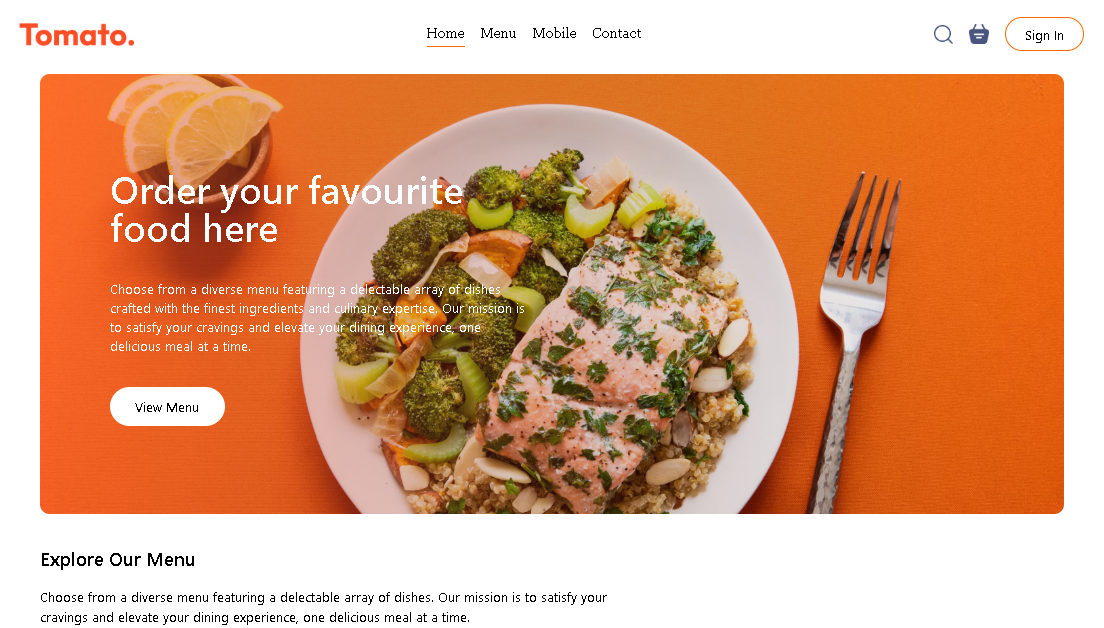 Tomato.
Home Menu Mobile Contact
Sign In
Order your favourite
food here
Choose from a diverse menu featuring a delectable array of dishes
crafted with the finest ingredients and culinary expertise. Our mission is
to satisfy your cravings and elevate your dining experience, one
delicious meal at a time.
View Menu
Explore Our Menu
Choose from a diverse menu featuring a delectable array of dishes. Our mission is to satisfy your
cravings and elevate your dining experience, one delicious meal at a time.